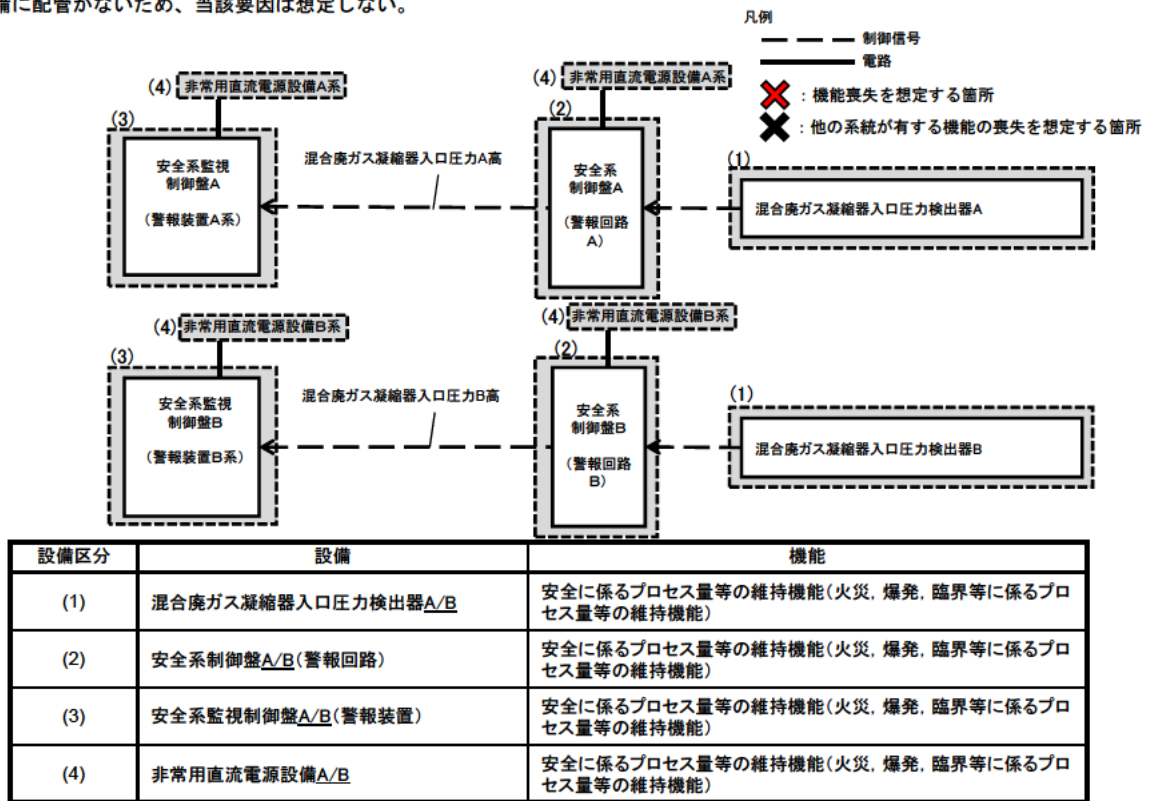 備に配管がないため、当該要因は想定しない。
凡例
制御信号
電路
：機能喪失を想定する箇所
：他の系統が有する機能の喪失を想定する箇所
(4)
非常用直流電源設備A系
(4)
非常用直流電源設備A系
(3)
(2)
(1)
安全系監視
制御盤A
(警報装置A系)
混合廃ガス凝縮器入口圧力A高
安全系
制御盤A
(警報回路
A)
混合廃ガス凝縮器入口圧力検出器A
(4)
非常用直流電源設備B系
(4)
非常用直流電源設備B系
(3)
(2)
(1)
安全系監視
制御盤B
(警報装置B系)
混合廃ガス凝縮器入口圧力B高
安全系
制御盤B
(警報回路
B)
混合廃ガス凝縮器入口圧力検出器B
設備区分 設備 機能
(1) 混合廃ガス凝縮器入口圧力検出器A/B 安全に係るプロセス量等の維持機能(火災, 爆発, 臨界等に係るプロ
セス量等の維持機能)
(2) 安全系制御盤A/B(警報回路) 安全に係るプロセス量等の維持機能(火災, 爆発, 臨界等に係るプロ
セス量等の維持機能)
(3) 安全系監視制御盤A/B(警報装置) 安全に係るプロセス量等の維持機能(火災, 爆発, 臨界等に係るプロ
セス量等の維持機能)
(4) 非常用直流電源設備A/B 安全に係るプロセス量等の維持機能(火災, 爆発, 臨界等に係るプロ
セス量等の維持機能)